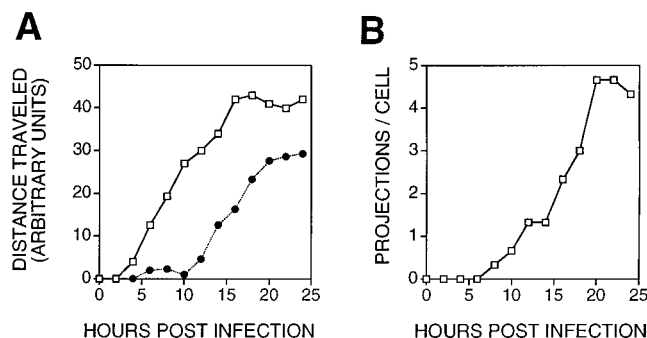 A
DISTANCE TRAVELED
(ARBITRARY UNITS)
50
40
30
20
10
0
0 5 10 15 20 25
HOURS POST INFECTION
B
PROJECTIONS / CELL
5
4
3
2
1
0
0 5 10 15 20 25
HOURS POST INFECTION